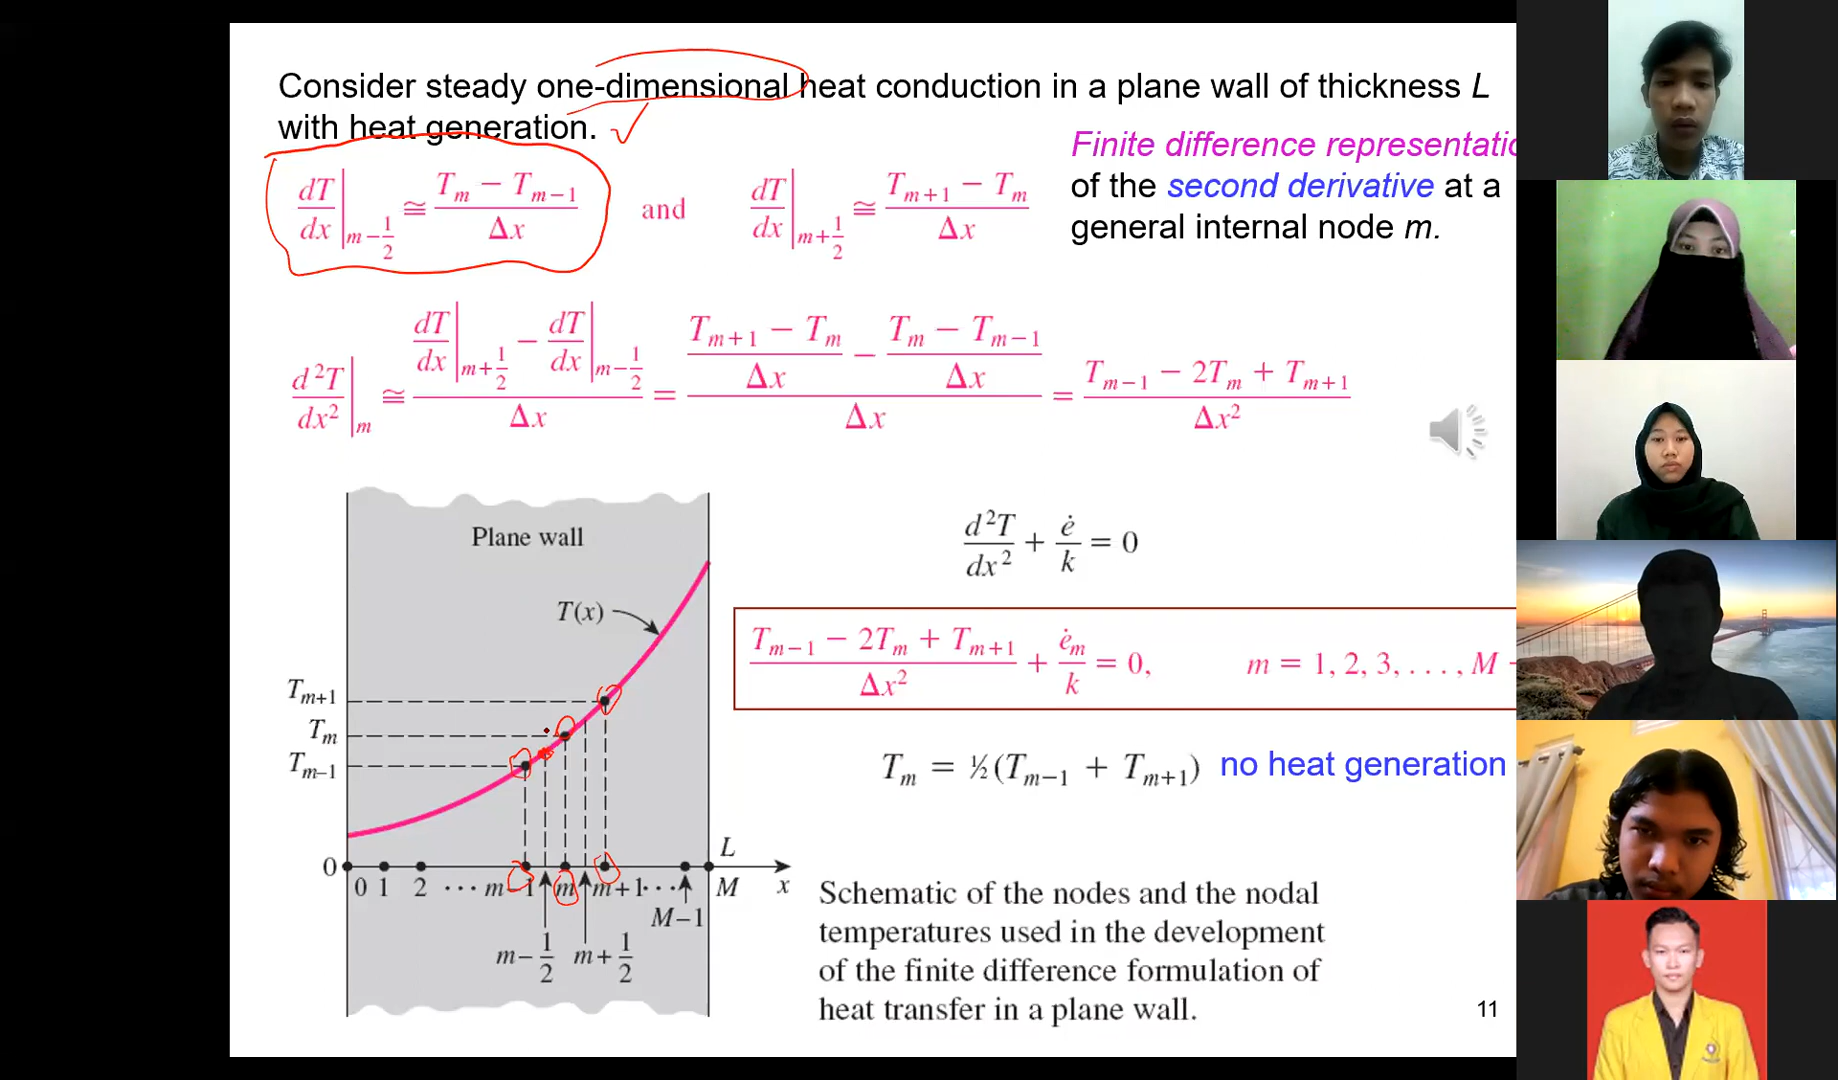 Consider steady one-dimensional heat conduction in a plane wall of thickness L
with heat generation.
dT/dx|m−1/2 ≅ (Tm − Tm−1)/Δx and dT/dx|m+1/2 ≅ (Tm+1 − Tm)/Δx
Finite difference representatio
of the second derivative at a
general internal node m.
d²T/dx²|m ≅ (dT/dx|m+1/2 − dT/dx|m−1/2)/Δx = ((Tm+1 − Tm)/Δx − (Tm − Tm−1)/Δx)/Δx = (Tm−1 − 2Tm + Tm+1)/Δx²
Plane wall
T(x)
Tm+1
Tm
Tm−1
0
L
0 1 2 ··· m−1 m m+1 ··· M x
M−1
m−1/2 m+1/2
d²T/dx² + ė/k = 0
(Tm−1 − 2Tm + Tm+1)/Δx² + ėm/k = 0, m = 1, 2, 3, . . . , M −
Tm = ½(Tm−1 + Tm+1) no heat generation
Schematic of the nodes and the nodal
temperatures used in the development
of the finite difference formulation of
heat transfer in a plane wall.
11